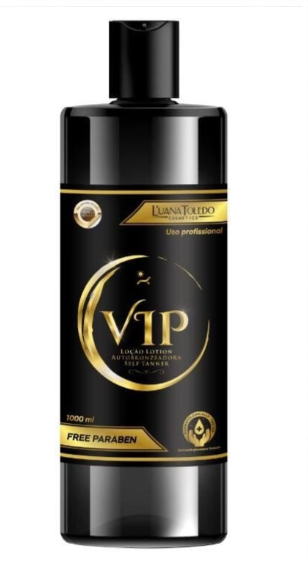 L'UANA TOLEDO
COSMETICS
Uso profissional
VIP
LOÇÃO LOTION
AUTOBRONZEADORA
SELF TANNER
1000 ml
FREE PARABEN